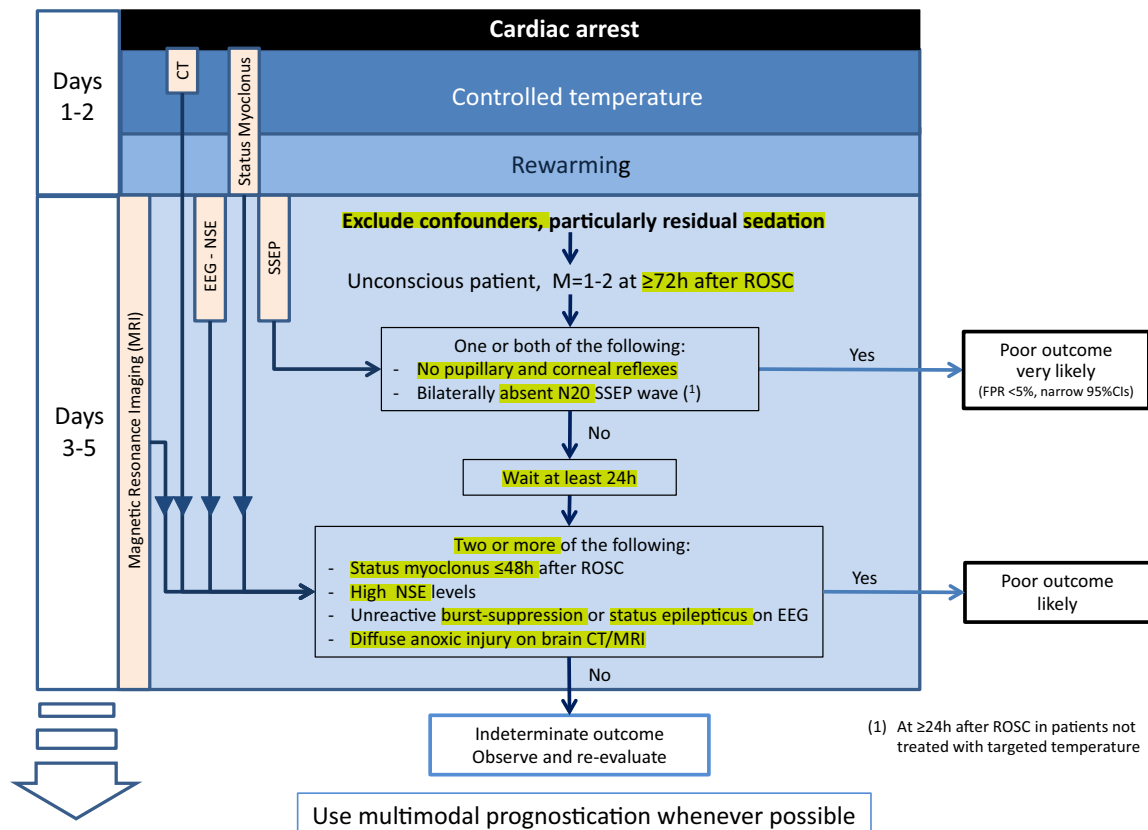 Cardiac arrest
Days
1-2
CT
Status Myoclonus
Controlled temperature
Rewarming
Days
3-5
Magnetic Resonance Imaging (MRI)
EEG - NSE
SSEP
Exclude confounders, particularly residual sedation
Unconscious patient, M=1-2 at ≥72h after ROSC
One or both of the following:
- No pupillary and corneal reflexes
- Bilaterally absent N20 SSEP wave (1)
Yes
Poor outcome
very likely
(FPR <5%, narrow 95%CIs)
No
Wait at least 24h
Two or more of the following:
- Status myoclonus ≤48h after ROSC
- High NSE levels
- Unreactive burst-suppression or status epilepticus on EEG
- Diffuse anoxic injury on brain CT/MRI
Yes
Poor outcome
likely
No
Indeterminate outcome
Observe and re-evaluate
(1) At ≥24h after ROSC in patients not
treated with targeted temperature
Use multimodal prognostication whenever possible